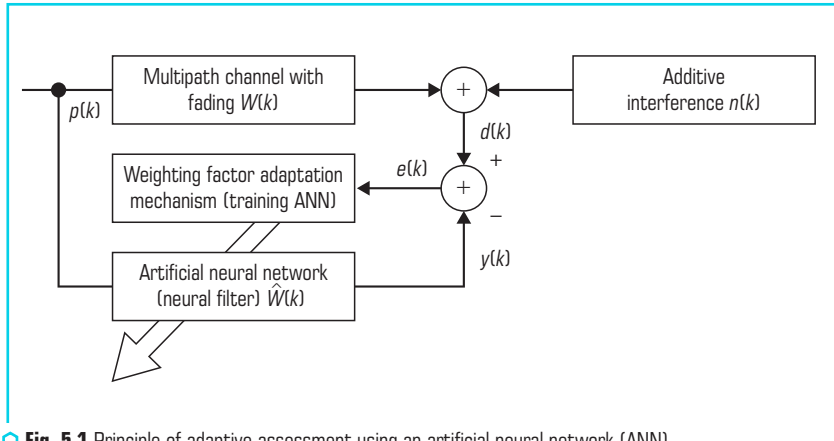 Multipath channel with
fading W(k)
Additive
interference n(k)
+
p(k)
d(k)
+
Weighting factor adaptation
mechanism (training ANN)
e(k)
+
−
Artificial neural network
(neural filter) Ŵ(k)
y(k)
Fig. 5.1 Principle of adaptive assessment using an artificial neural network (ANN)